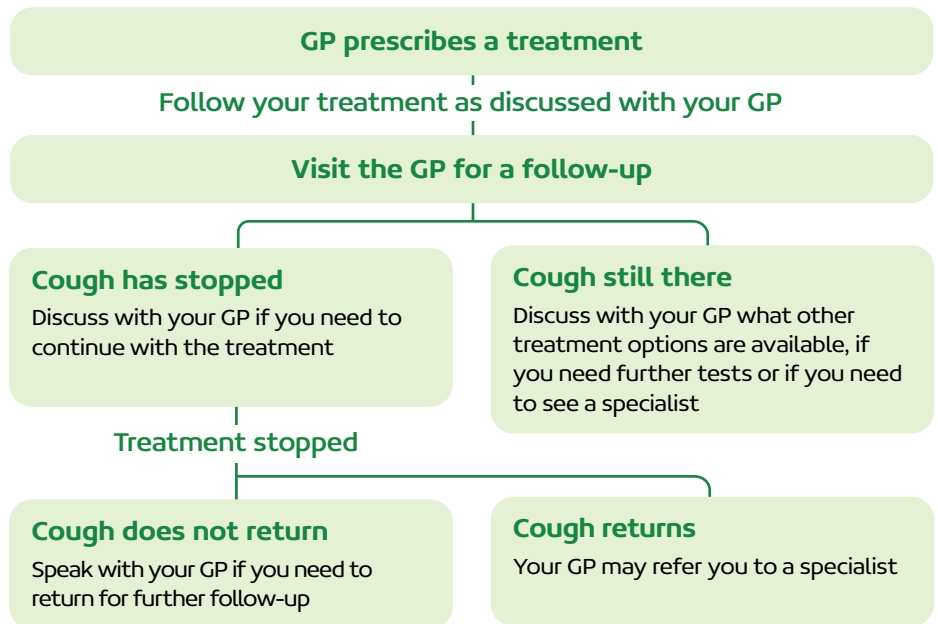 GP prescribes a treatment
Follow your treatment as discussed with your GP
Visit the GP for a follow-up
Cough has stopped
Discuss with your GP if you need to
continue with the treatment
Cough still there
Discuss with your GP what other
treatment options are available, if
you need further tests or if you need
to see a specialist
Treatment stopped
Cough does not return
Speak with your GP if you need to
return for further follow-up
Cough returns
Your GP may refer you to a specialist